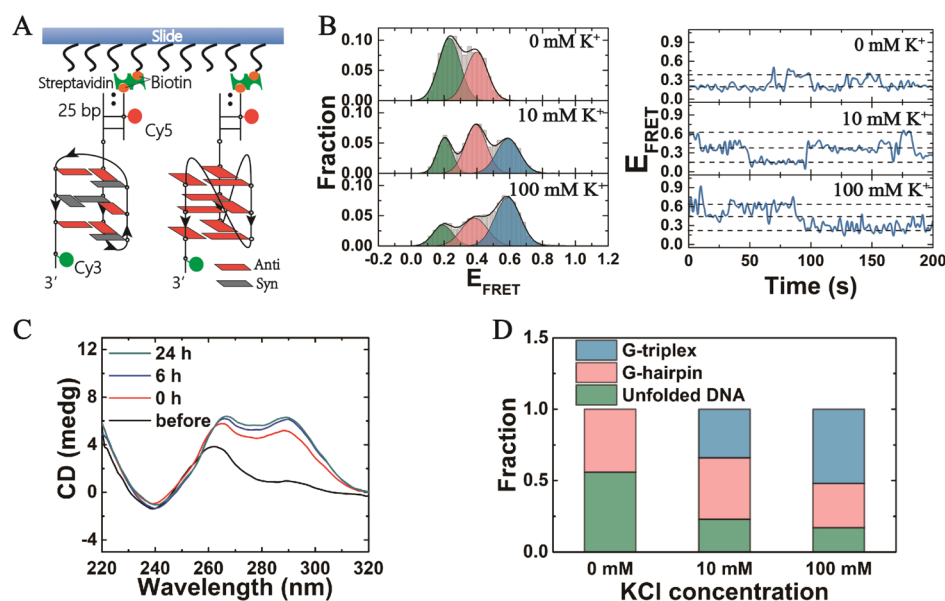 A
Slide
Streptavidin
Biotin
25 bp
Cy5
Cy3
3′
3′
Anti
Syn
B
Fraction
0.10
0.05
0.00
0 mM K⁺
0.10
0.05
0.00
10 mM K⁺
0.10
0.05
0.00
100 mM K⁺
-0.2 0.0 0.2 0.4 0.6 0.8 1.0 1.2
E_FRET
E_FRET
0.9
0.6
0.3
0.0
0 mM K⁺
0.9
0.6
0.3
0.0
10 mM K⁺
0.9
0.6
0.3
0.0
100 mM K⁺
0 50 100 150 200
Time (s)
C
CD (medg)
12
8
4
0
-4
24 h
6 h
0 h
before
220 240 260 280 300 320
Wavelength (nm)
D
Fraction
1.5
1.0
0.5
0.0
G-triplex
G-hairpin
Unfolded DNA
0 mM 10 mM 100 mM
KCl concentration